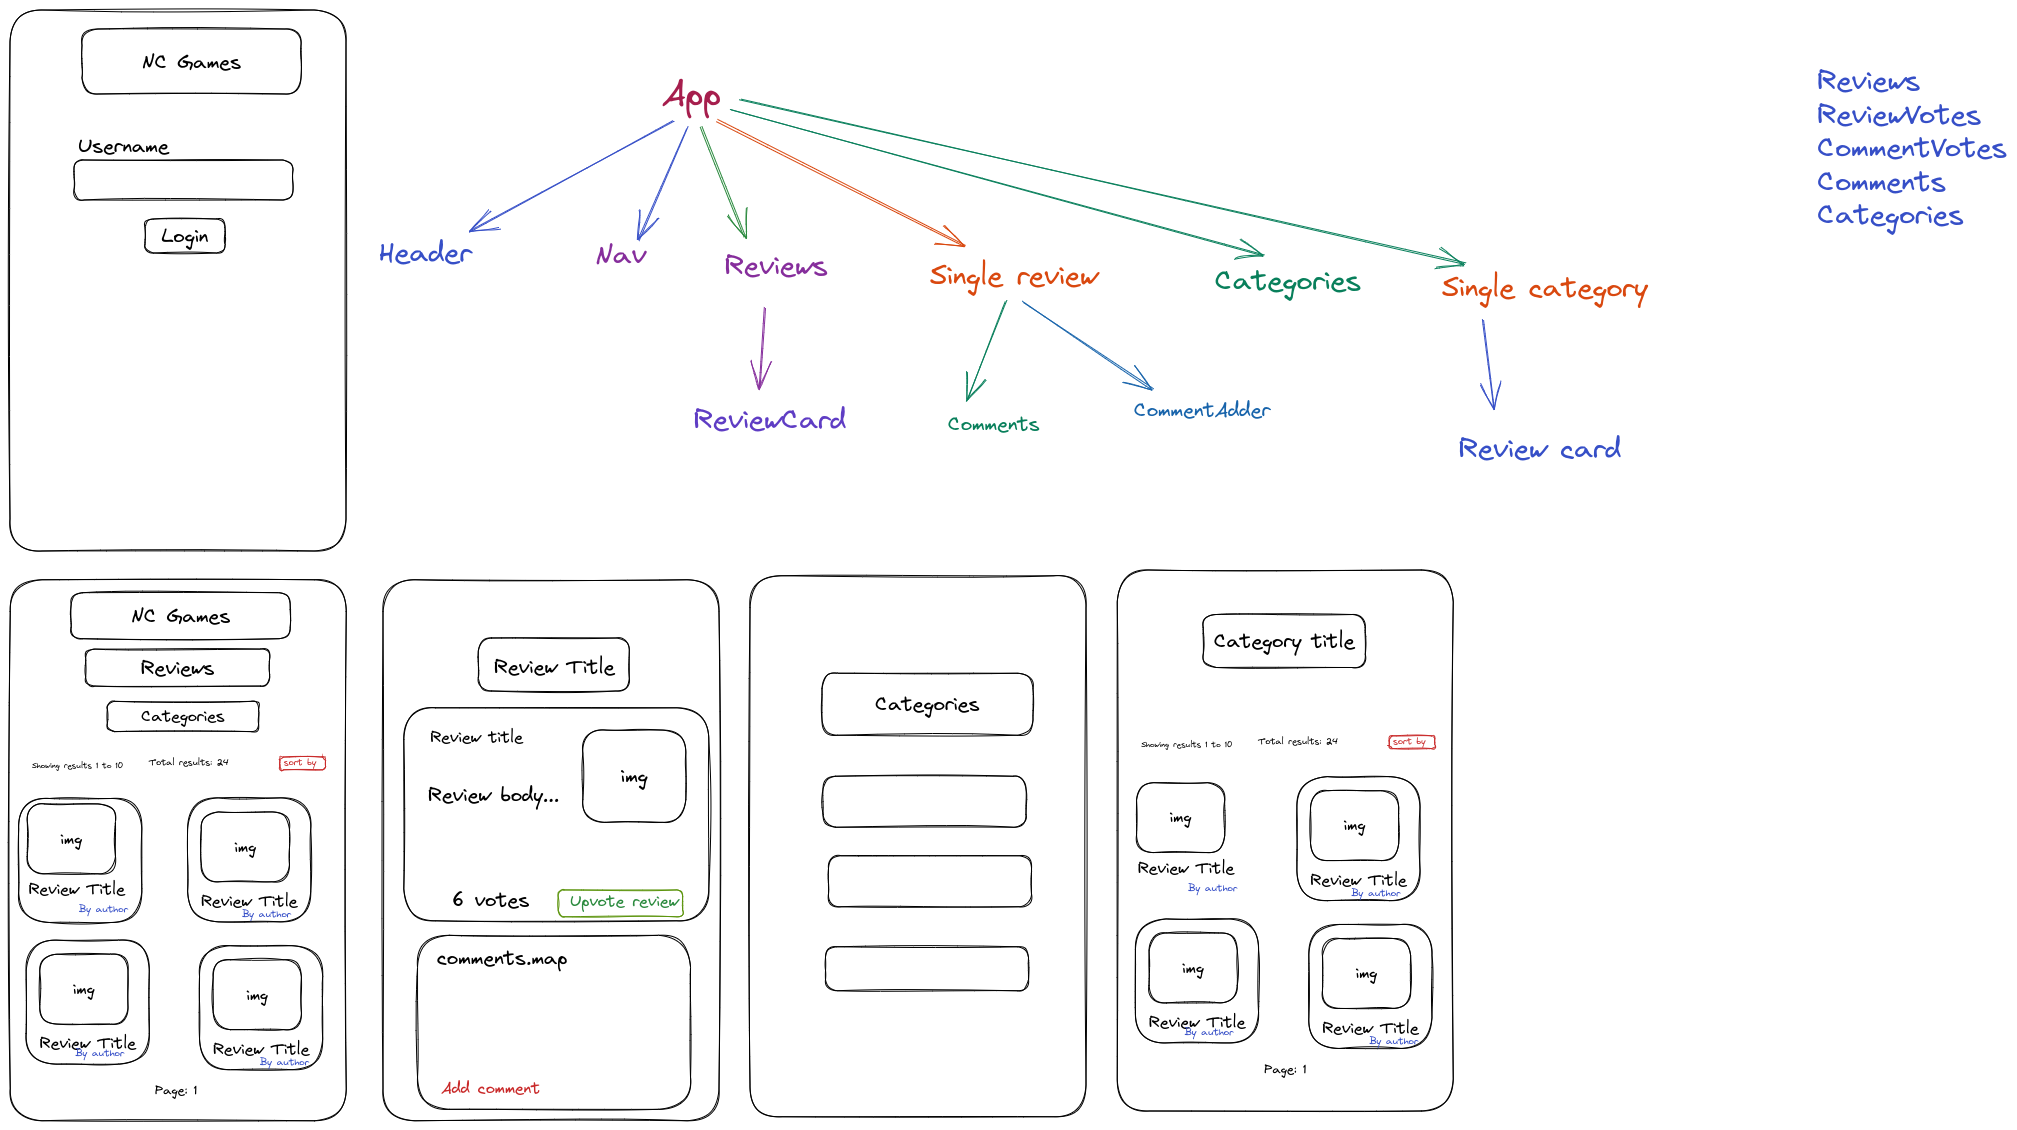 NC Games
Username
Login
App
Header
Nav
Reviews
Single review
Categories
Single category
ReviewCard
Comments
CommentAdder
Review card
Reviews
ReviewVotes
CommentVotes
Comments
Categories
NC Games
Reviews
Categories
Showing results 1 to 10
Total results: 24
sort by
img
Review Title
By author
img
Review Title
By author
img
Review Title
By author
img
Review Title
By author
Page: 1
Review Title
Review title
img
Review body...
6 votes
Upvote review
comments.map
Add comment
Categories
Category title
Showing results 1 to 10
Total results: 24
sort by
img
Review Title
By author
img
Review Title
By author
img
Review Title
By author
img
Review Title
By author
Page: 1